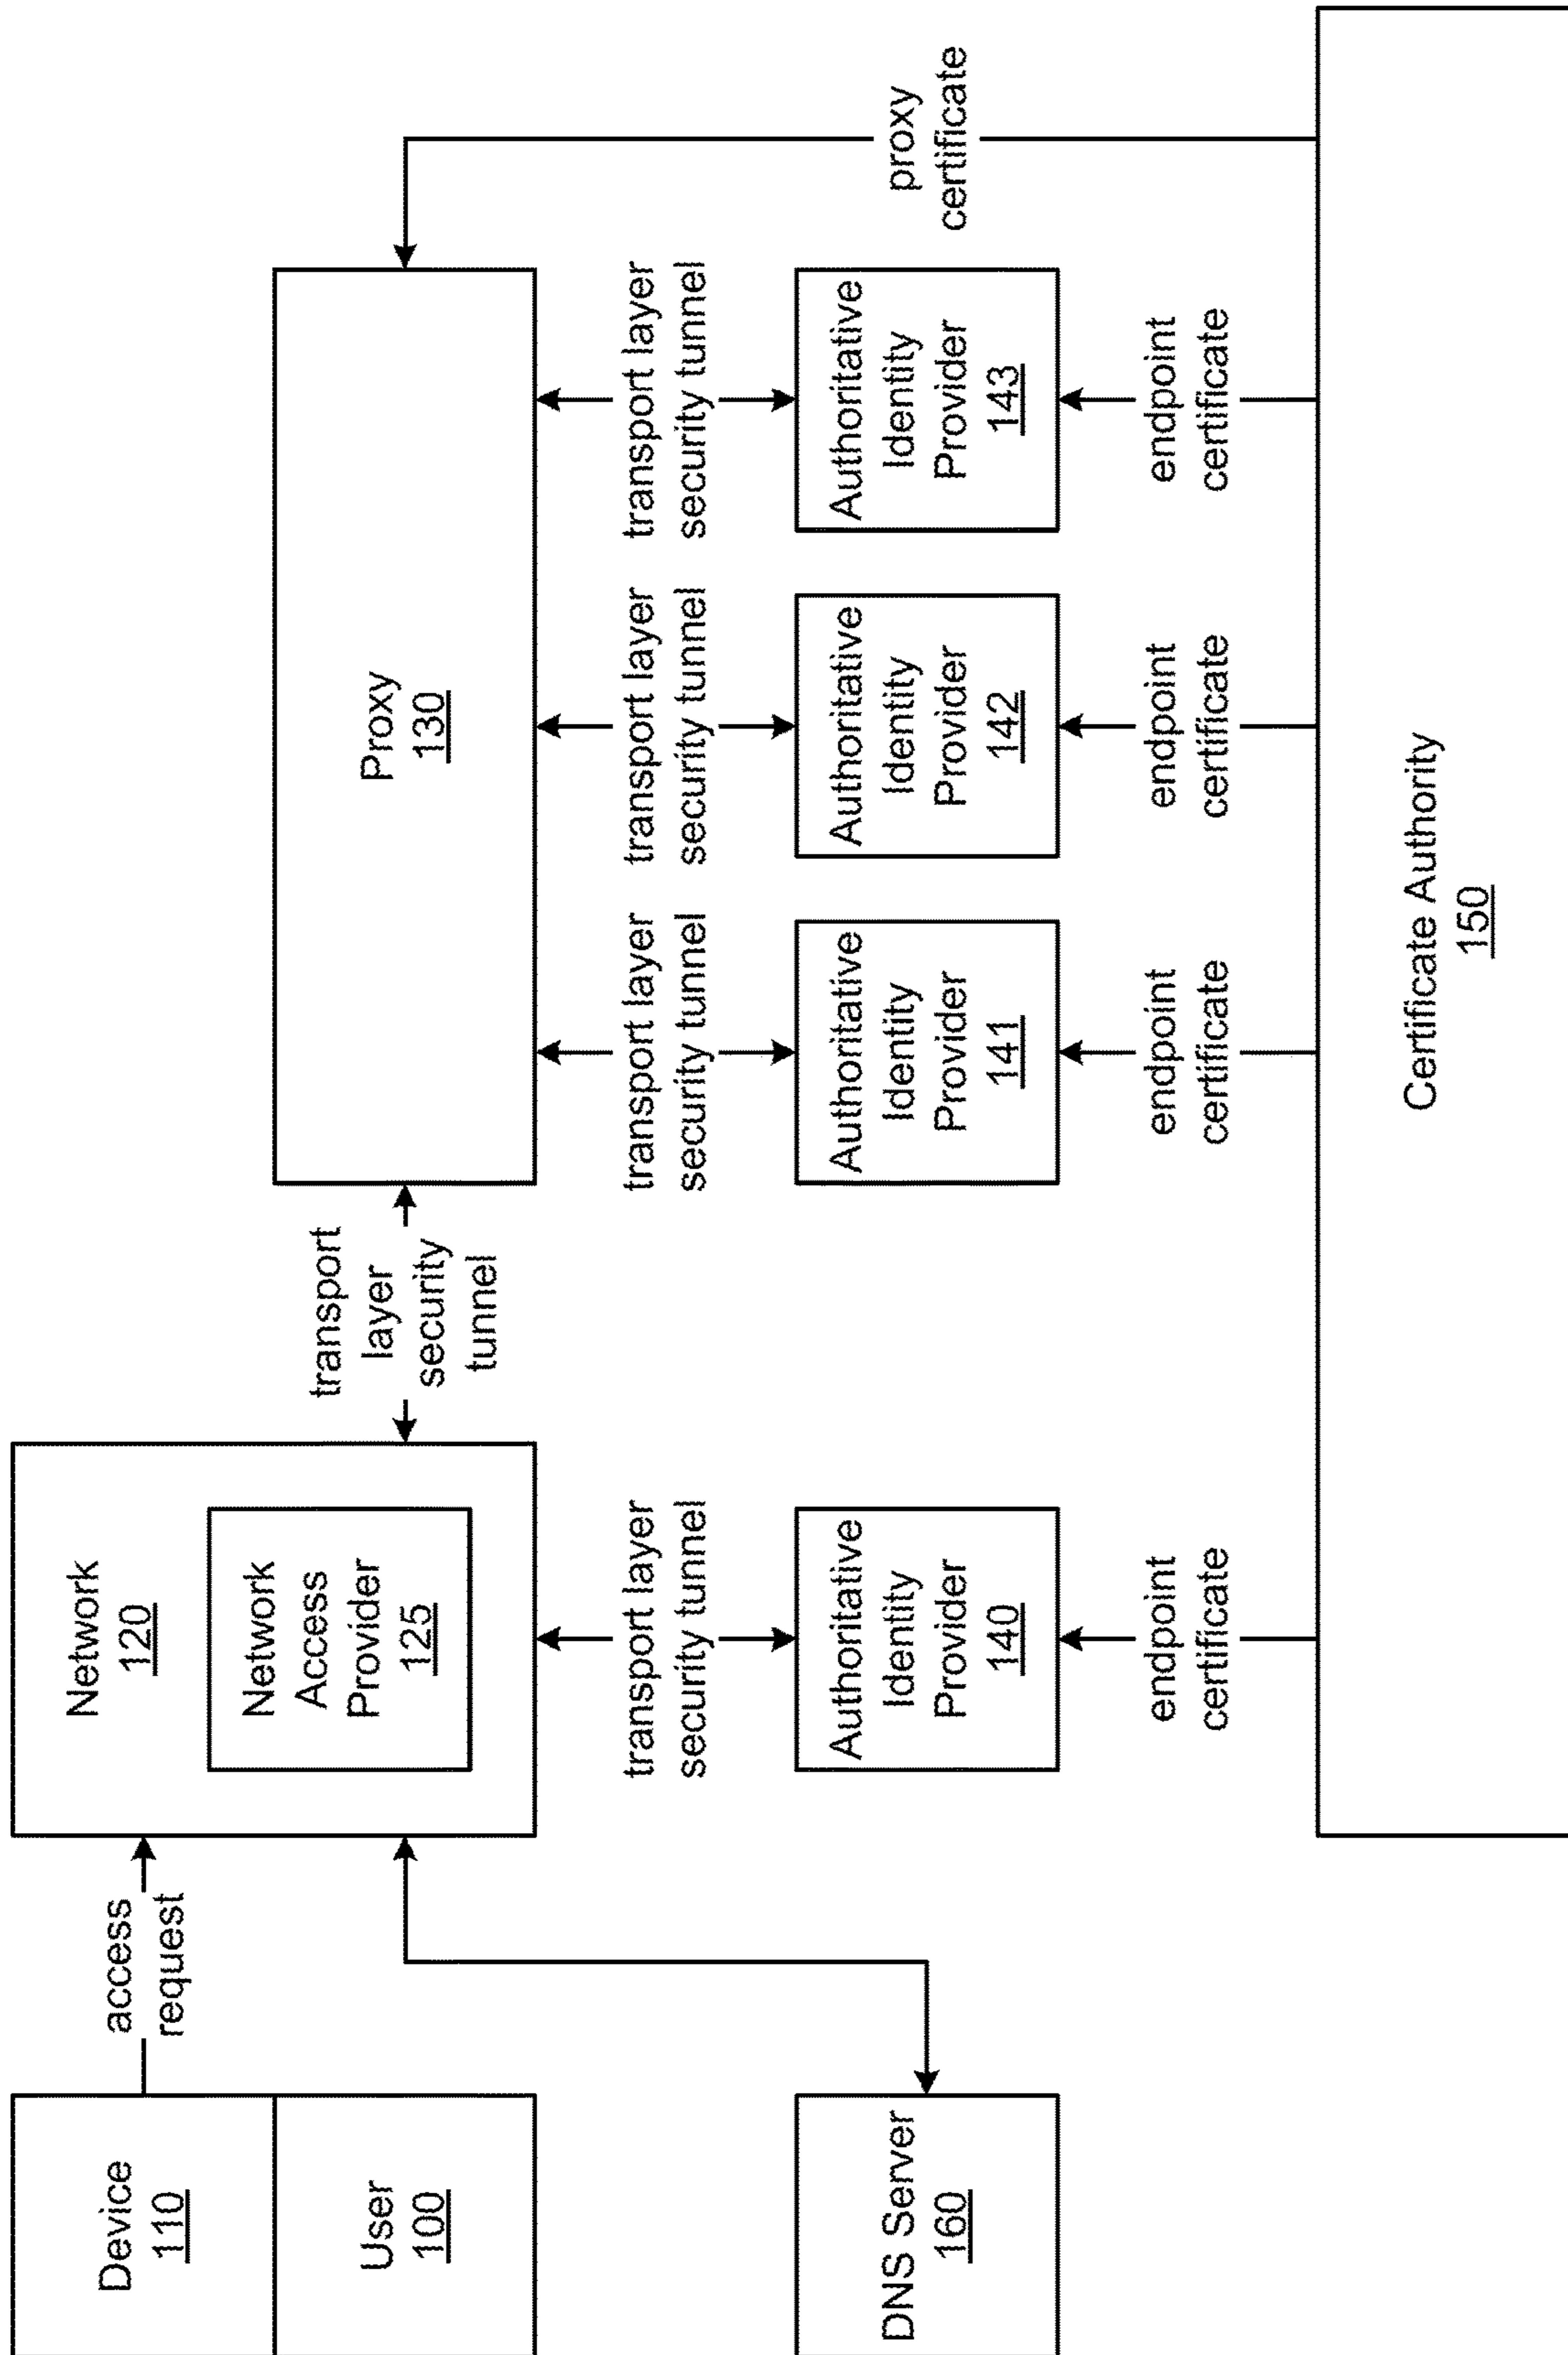 Device
110
User
100
access
request
Network
120
Network
Access
Provider
125
transport
layer
security
tunnel
Proxy
130
proxy
certificate
transport layer
security tunnel
transport layer
security tunnel
transport layer
security tunnel
transport layer
security tunnel
DNS Server
160
Authoritative
Identity
Provider
140
Authoritative
Identity
Provider
141
Authoritative
Identity
Provider
142
Authoritative
Identity
Provider
143
endpoint
certificate
endpoint
certificate
endpoint
certificate
endpoint
certificate
Certificate Authority
150